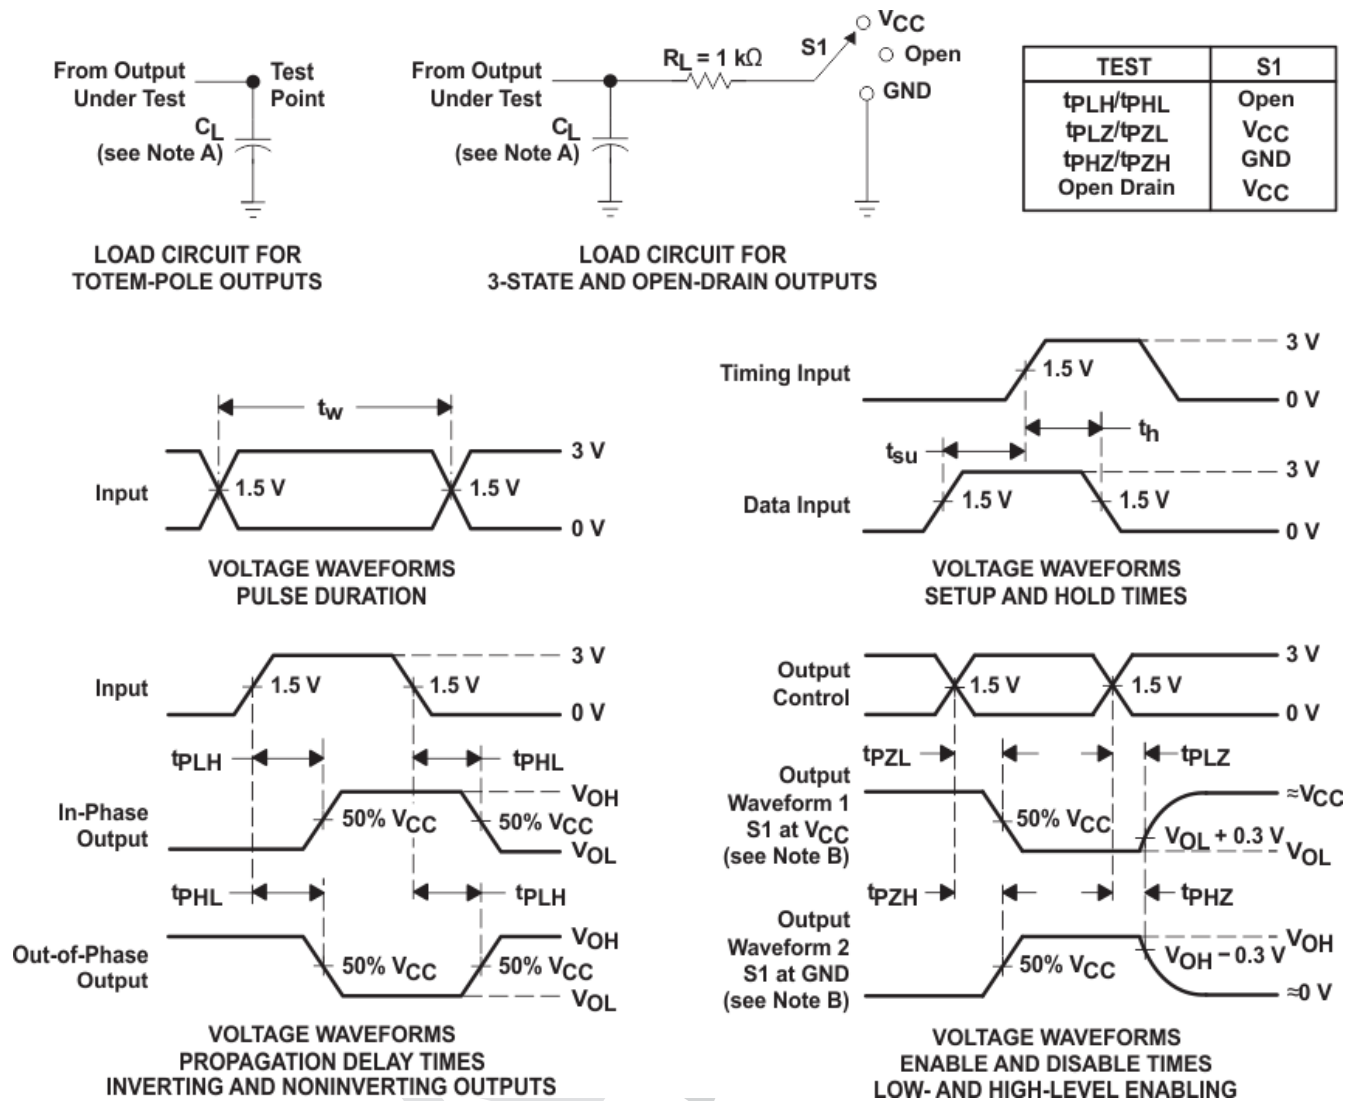 From Output
Under Test
Test
Point
CL
(see Note A)
LOAD CIRCUIT FOR
TOTEM-POLE OUTPUTS
From Output
Under Test
CL
(see Note A)
RL = 1 kΩ
S1
VCC
Open
GND
LOAD CIRCUIT FOR
3-STATE AND OPEN-DRAIN OUTPUTS
TEST S1
tPLH/tPHL Open
tPLZ/tPZL VCC
tPHZ/tPZH GND
Open Drain VCC
tw
3 V
Input
1.5 V
1.5 V
0 V
VOLTAGE WAVEFORMS
PULSE DURATION
3 V
Timing Input
1.5 V
0 V
th
tsu
3 V
Data Input
1.5 V
1.5 V
0 V
VOLTAGE WAVEFORMS
SETUP AND HOLD TIMES
3 V
Input
1.5 V
1.5 V
0 V
tPLH
tPHL
VOH
In-Phase
Output
50% VCC
50% VCC
VOL
tPHL
tPLH
VOH
Out-of-Phase
Output
50% VCC
50% VCC
VOL
VOLTAGE WAVEFORMS
PROPAGATION DELAY TIMES
INVERTING AND NONINVERTING OUTPUTS
3 V
Output
Control
1.5 V
1.5 V
0 V
tPZL
tPLZ
Output
Waveform 1
S1 at VCC
(see Note B)
≈VCC
50% VCC
VOL + 0.3 V
VOL
tPZH
tPHZ
Output
Waveform 2
S1 at GND
(see Note B)
VOH
50% VCC
VOH − 0.3 V
≈0 V
VOLTAGE WAVEFORMS
ENABLE AND DISABLE TIMES
LOW- AND HIGH-LEVEL ENABLING